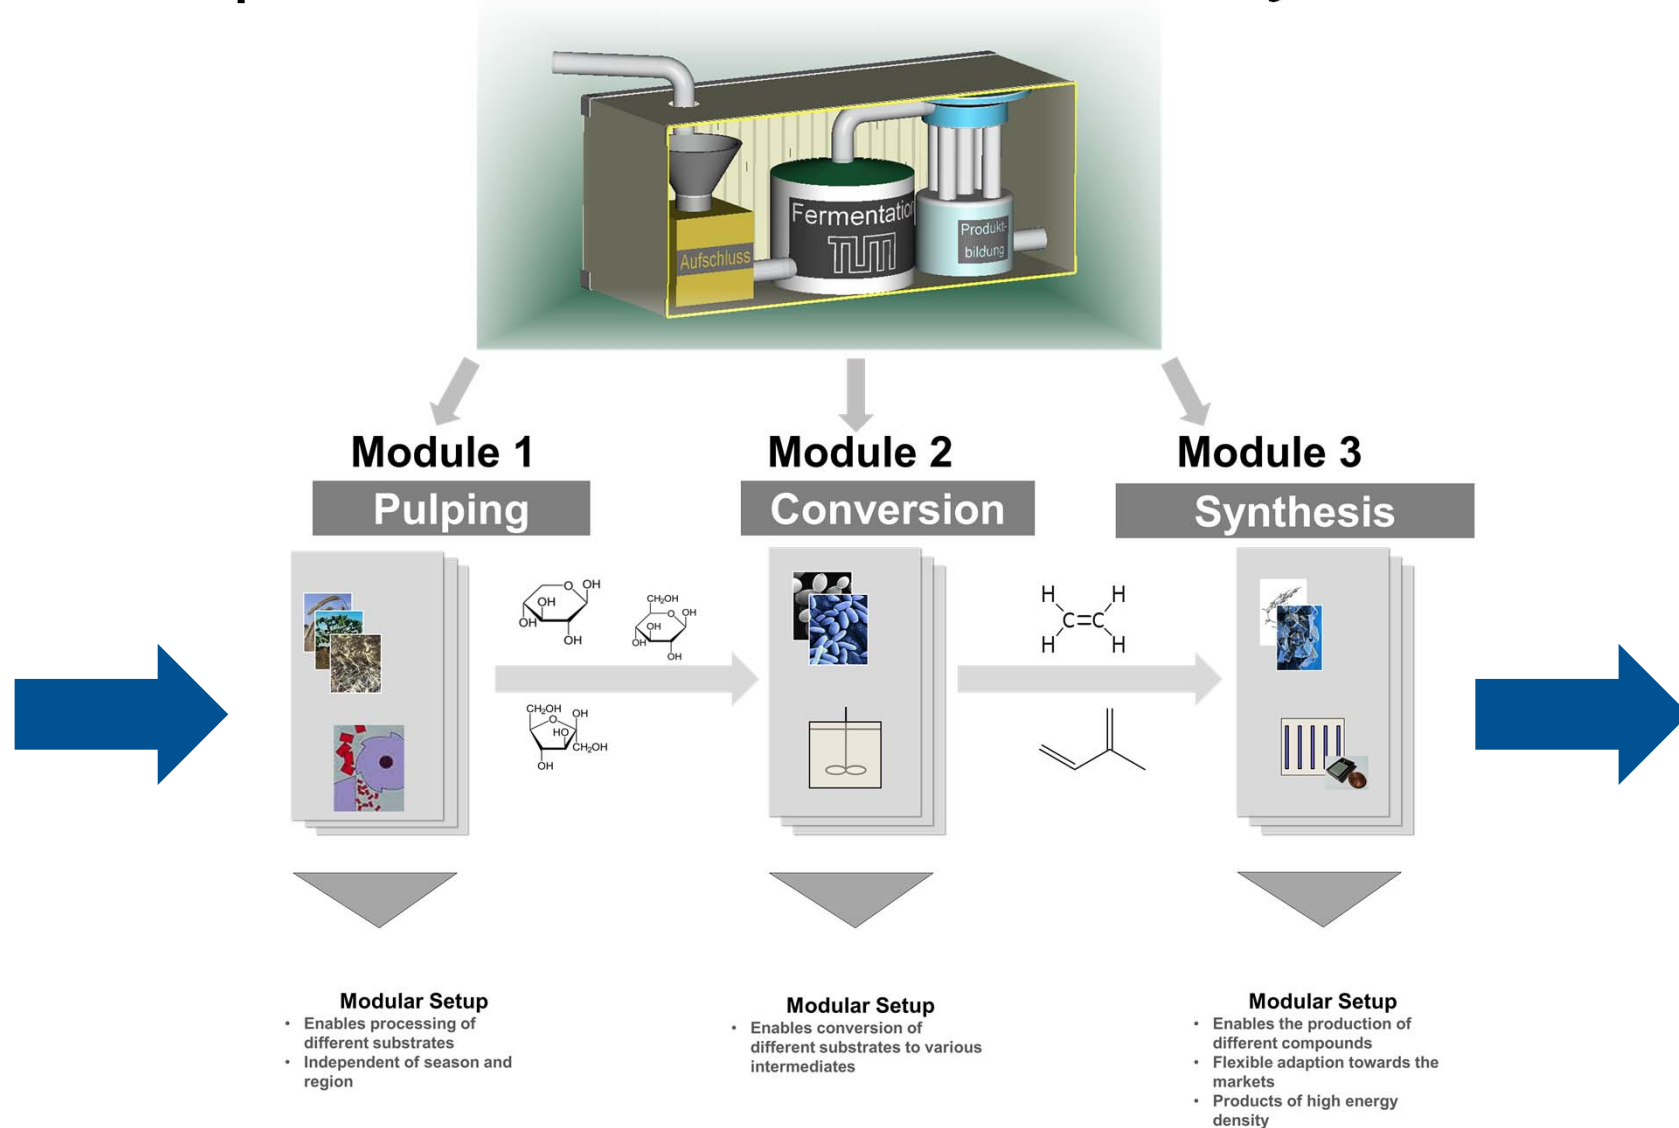 Fermentation
TUM
Aufschluss
Produkt-
bildung
Module 1
Module 2
Module 3
Pulping
Conversion
Synthesis
O OH
OH
OH
OH
CH₂OH
O OH
OH
OH
OH
CH₂OH OH
O
HO
CH₂OH
OH
H H
C=C
H H
Modular Setup
• Enables processing of
different substrates
• Independent of season and
region
Modular Setup
• Enables conversion of
different substrates to various
intermediates
Modular Setup
• Enables the production of
different compounds
• Flexible adaption towards the
markets
• Products of high energy
density